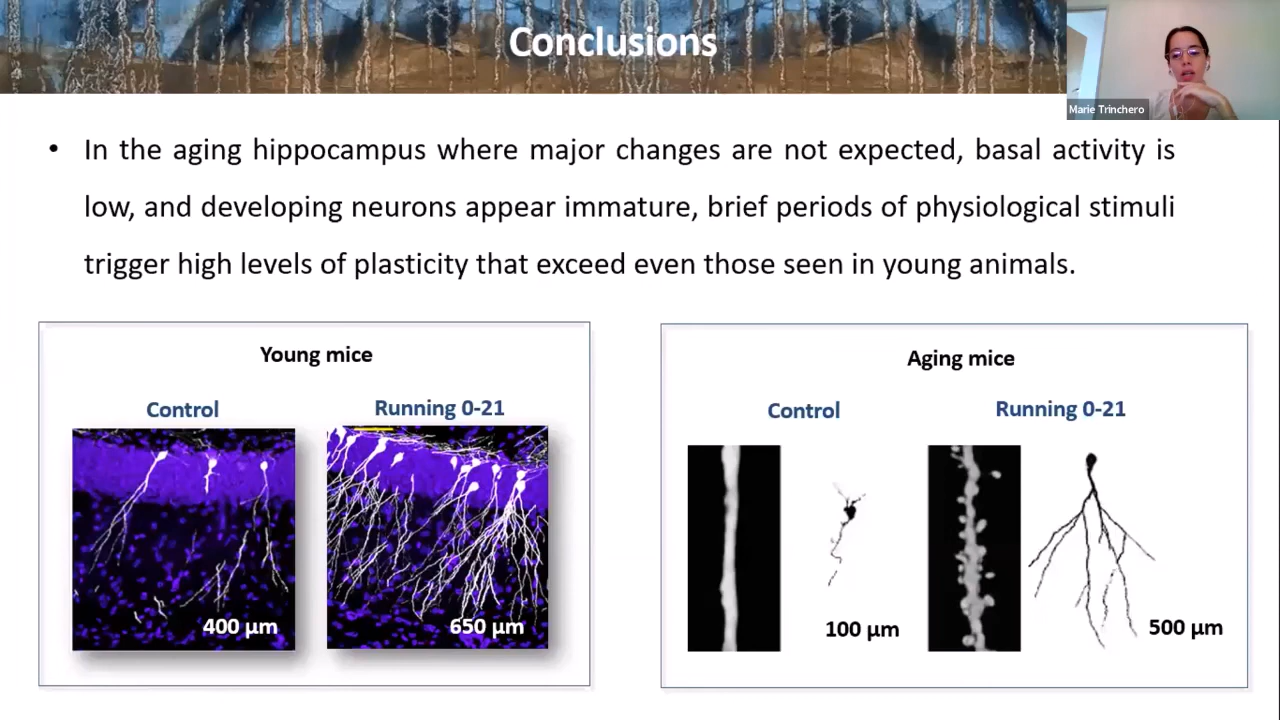 Conclusions
Marie Trinchero
• In the aging hippocampus where major changes are not expected, basal activity is
low, and developing neurons appear immature, brief periods of physiological stimuli
trigger high levels of plasticity that exceed even those seen in young animals.
Young mice
Control
Running 0-21
400 µm
650 µm
Aging mice
Control
Running 0-21
100 µm
500 µm